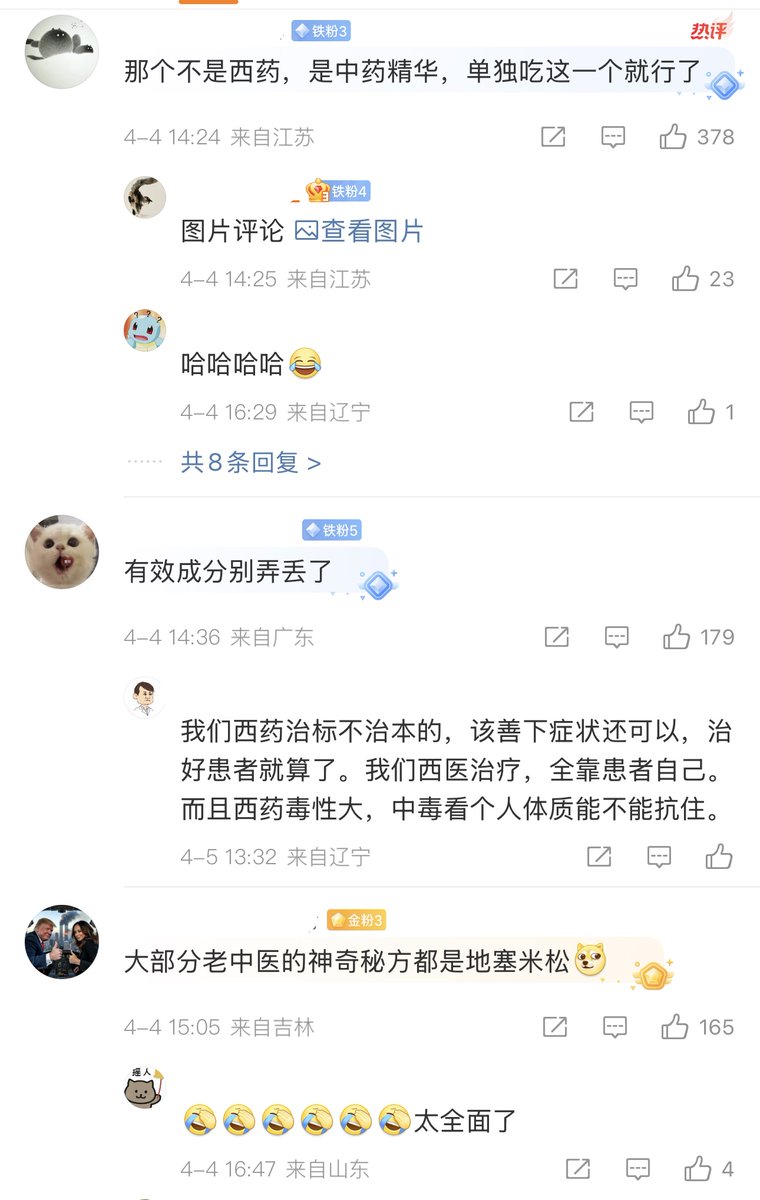 铁粉3
热评
那个不是西药，是中药精华，单独吃这一个就行了
4-4 14:24 来自江苏
378
铁粉4
图片评论 查看图片
4-4 14:25 来自江苏
23
哈哈哈哈
4-4 16:29 来自辽宁
1
共8条回复 >
铁粉5
有效成分别弄丢了
4-4 14:36 来自广东
179
我们西药治标不治本的，该善下症状还可以，治
好患者就算了。我们西医治疗，全靠患者自己。
而且西药毒性大，中毒看个人体质能不能抗住。
4-5 13:32 来自辽宁
金粉3
大部分老中医的神奇秘方都是地塞米松
4-4 15:05 来自吉林
165
摇人
太全面了
4-4 16:47 来自山东
4